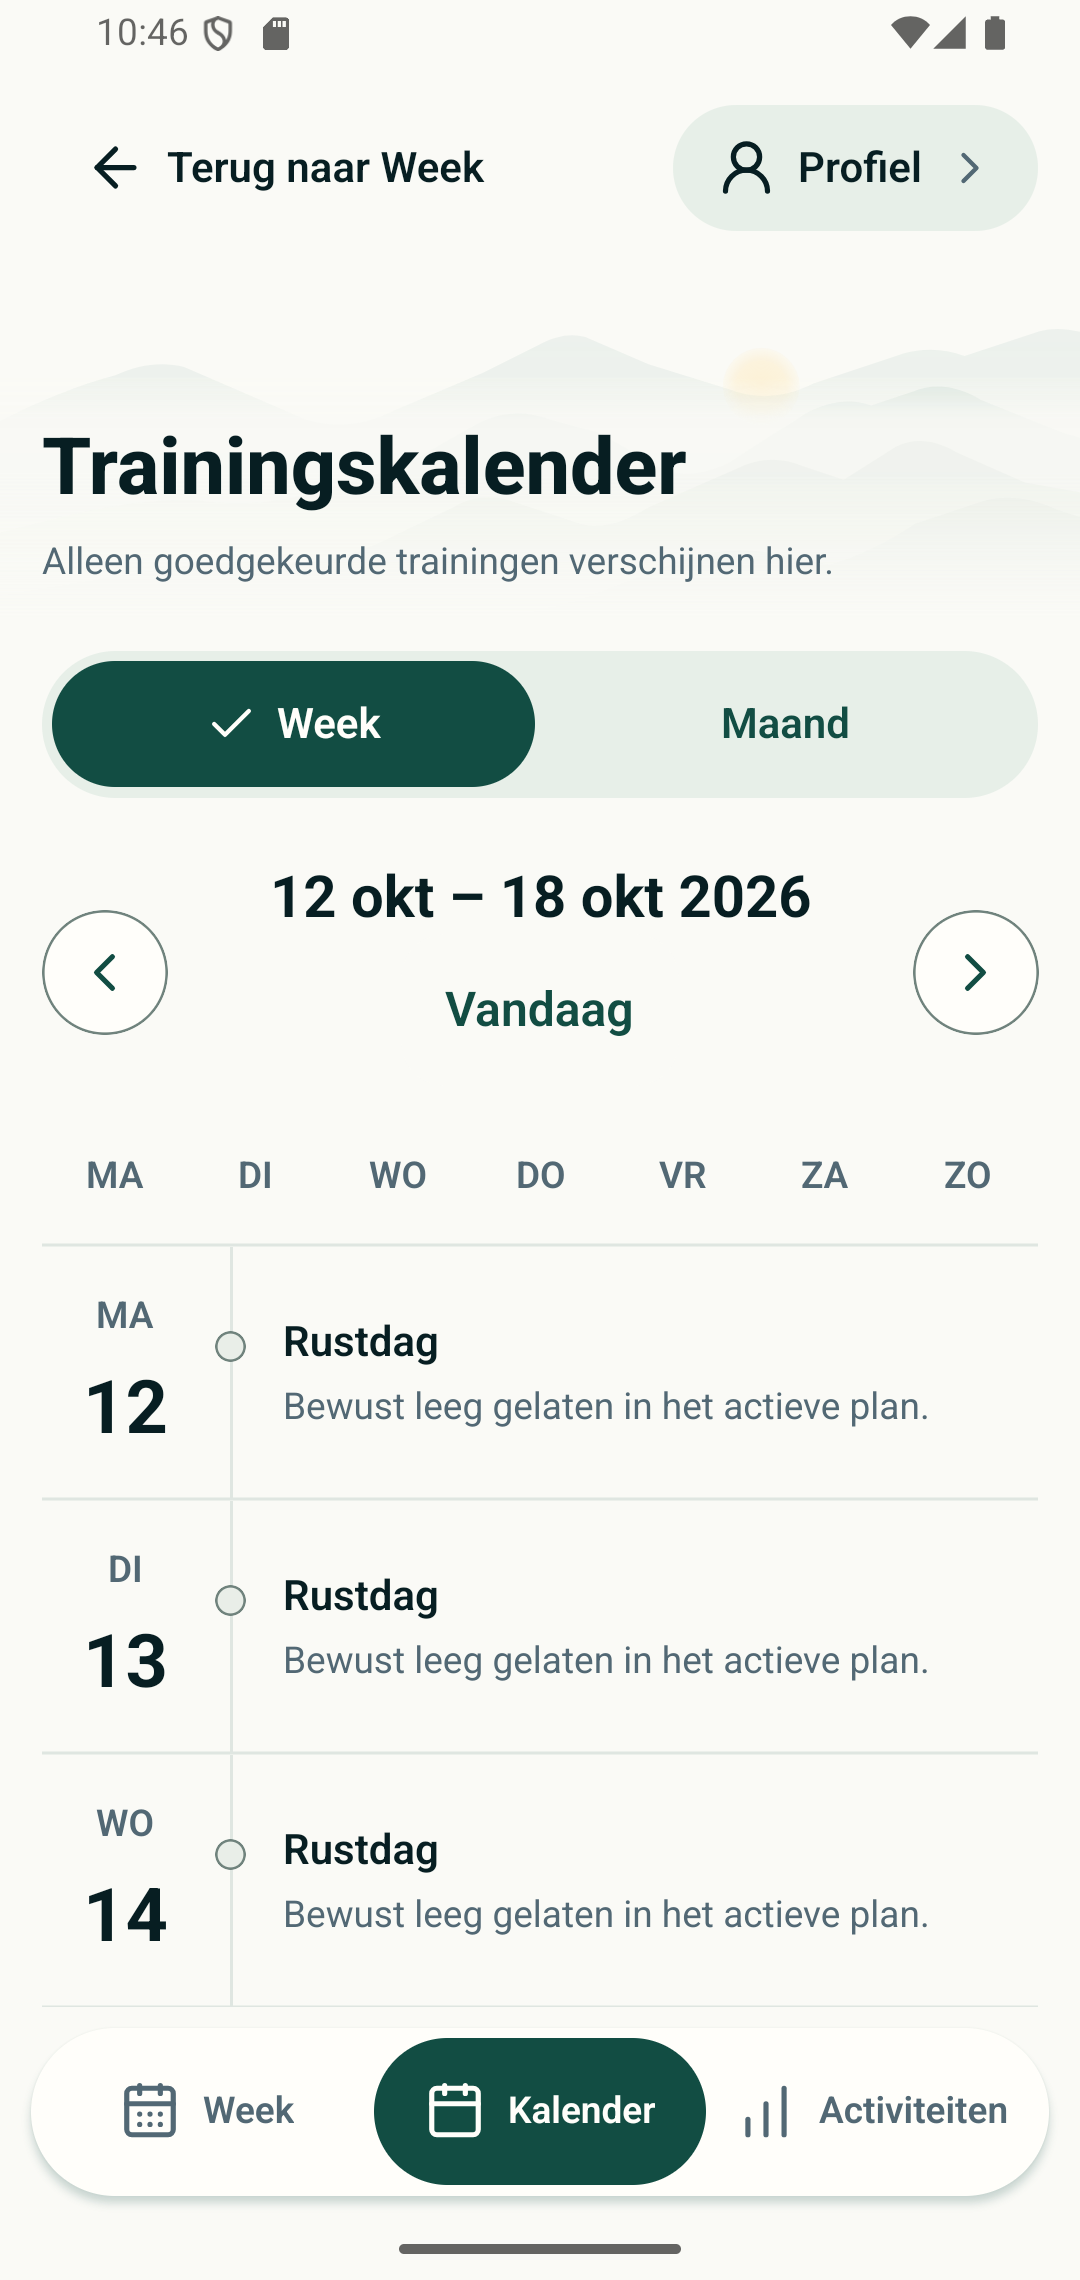 10:46
Terug naar Week
Profiel
Trainingskalender
Alleen goedgekeurde trainingen verschijnen hier.
Week
Maand
12 okt – 18 okt 2026
Vandaag
MA DI WO DO VR ZA ZO
MA
12
Rustdag
Bewust leeg gelaten in het actieve plan.
DI
13
Rustdag
Bewust leeg gelaten in het actieve plan.
WO
14
Rustdag
Bewust leeg gelaten in het actieve plan.
Week
Kalender
Activiteiten